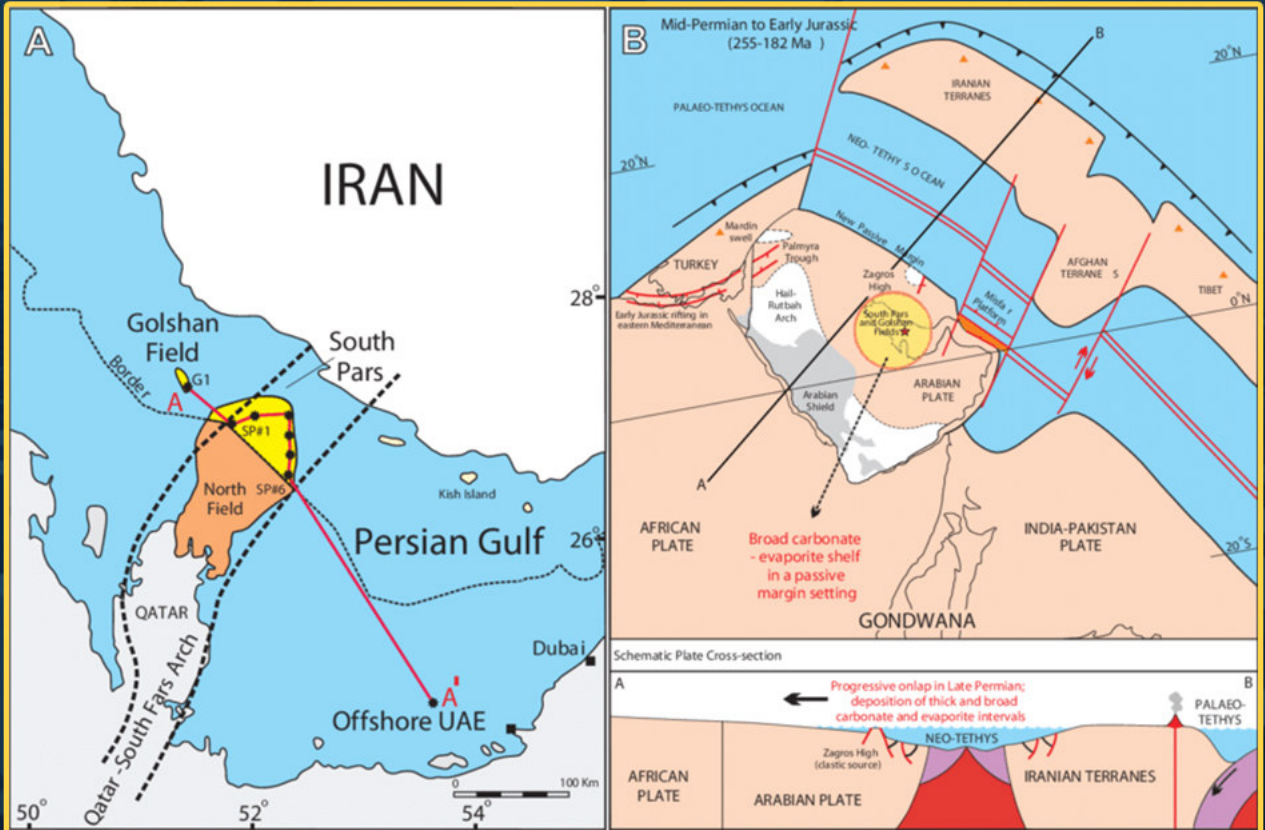 A
IRAN
28°
Golshan
Field
South
Pars
Border
G1
A
SP#1
North
Field
SP#6
Kish Island
Persian Gulf
26°
QATAR
Dubai
A'
Offshore UAE
Qatar-South Fars Arch
100 Km
0
50°
52°
54°
B
Mid-Permian to Early Jurassic
(255-182 Ma )
B
20°N
IRANIAN
TERRANES
PALAEO-TETHYS OCEAN
NEO- TETHY S O CEAN
20°N
New Passive Margin
Mardin
swell
Palmyra
Trough
TURKEY
Zagros
High
AFGHAN
TERRANE S
TIBET
0°N
Hail-
Rutbah
Arch
Misfa r
Platform
Early Jurassic rifting in
eastern Mediterranean
South Pars
and Golshan
Fields
ARABIAN
PLATE
Arabian
Shield
A
AFRICAN
PLATE
Broad carbonate
- evaporite shelf
in a passive
margin setting
INDIA-PAKISTAN
PLATE
20°S
GONDWANA
Schematic Plate Cross-section
A
B
Progressive onlap in Late Permian;
deposition of thick and broad
carbonate and evaporite intervals
PALAEO-
TETHYS
NEO-TETHYS
Zagros High
(clastic source)
AFRICAN
PLATE
ARABIAN PLATE
IRANIAN TERRANES